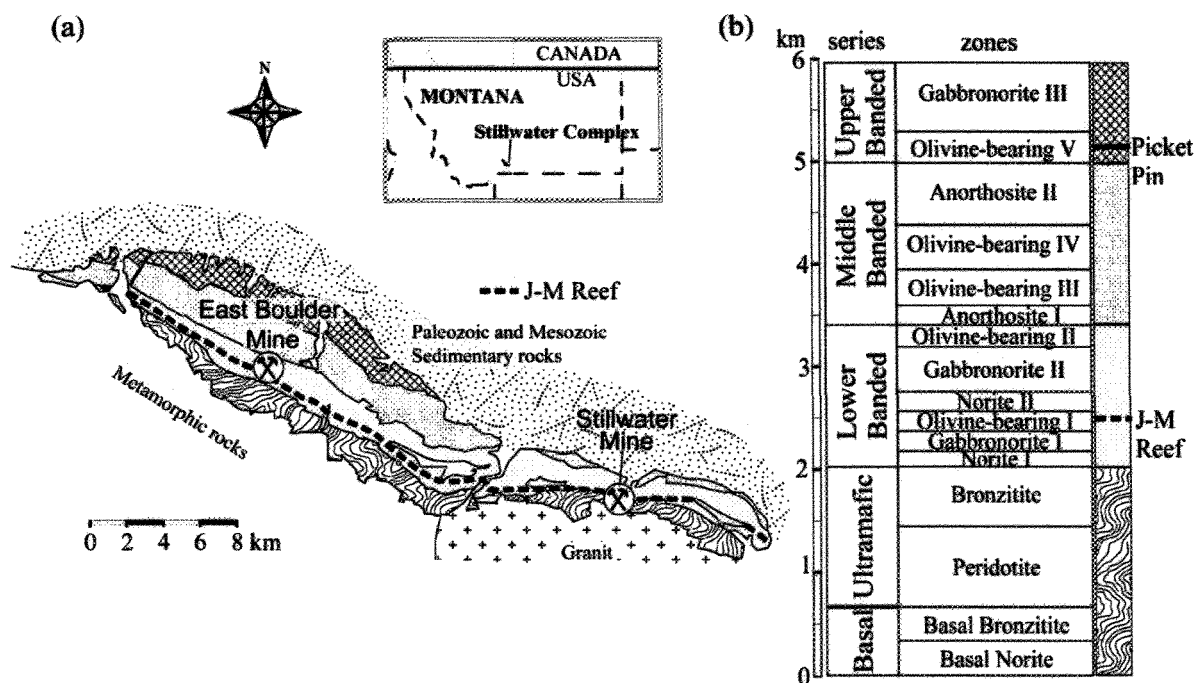 (a)
N
CANADA
USA
MONTANA
Stillwater Complex
J-M Reef
East Boulder
Mine
Paleozoic and Mesozoic
Sedimentary rocks
Metamorphic rocks
Stillwater
Mine
0 2 4 6 8 km
Granit
(b)
km series zones
6
Upper
Banded
Gabbronorite III
Olivine-bearing V
Picket
Pin
5
Middle
Banded
Anorthosite II
Olivine-bearing IV
4
Olivine-bearing III
Anorthosite I
Lower
Banded
Olivine-bearing II
3
Gabbronorite II
Norite II
Olivine-bearing I
J-M
Reef
Gabbronorite I
Norite I
2
Ultramafic
Bronzitite
Peridotite
1
Basal
Basal Bronzitite
Basal Norite
0